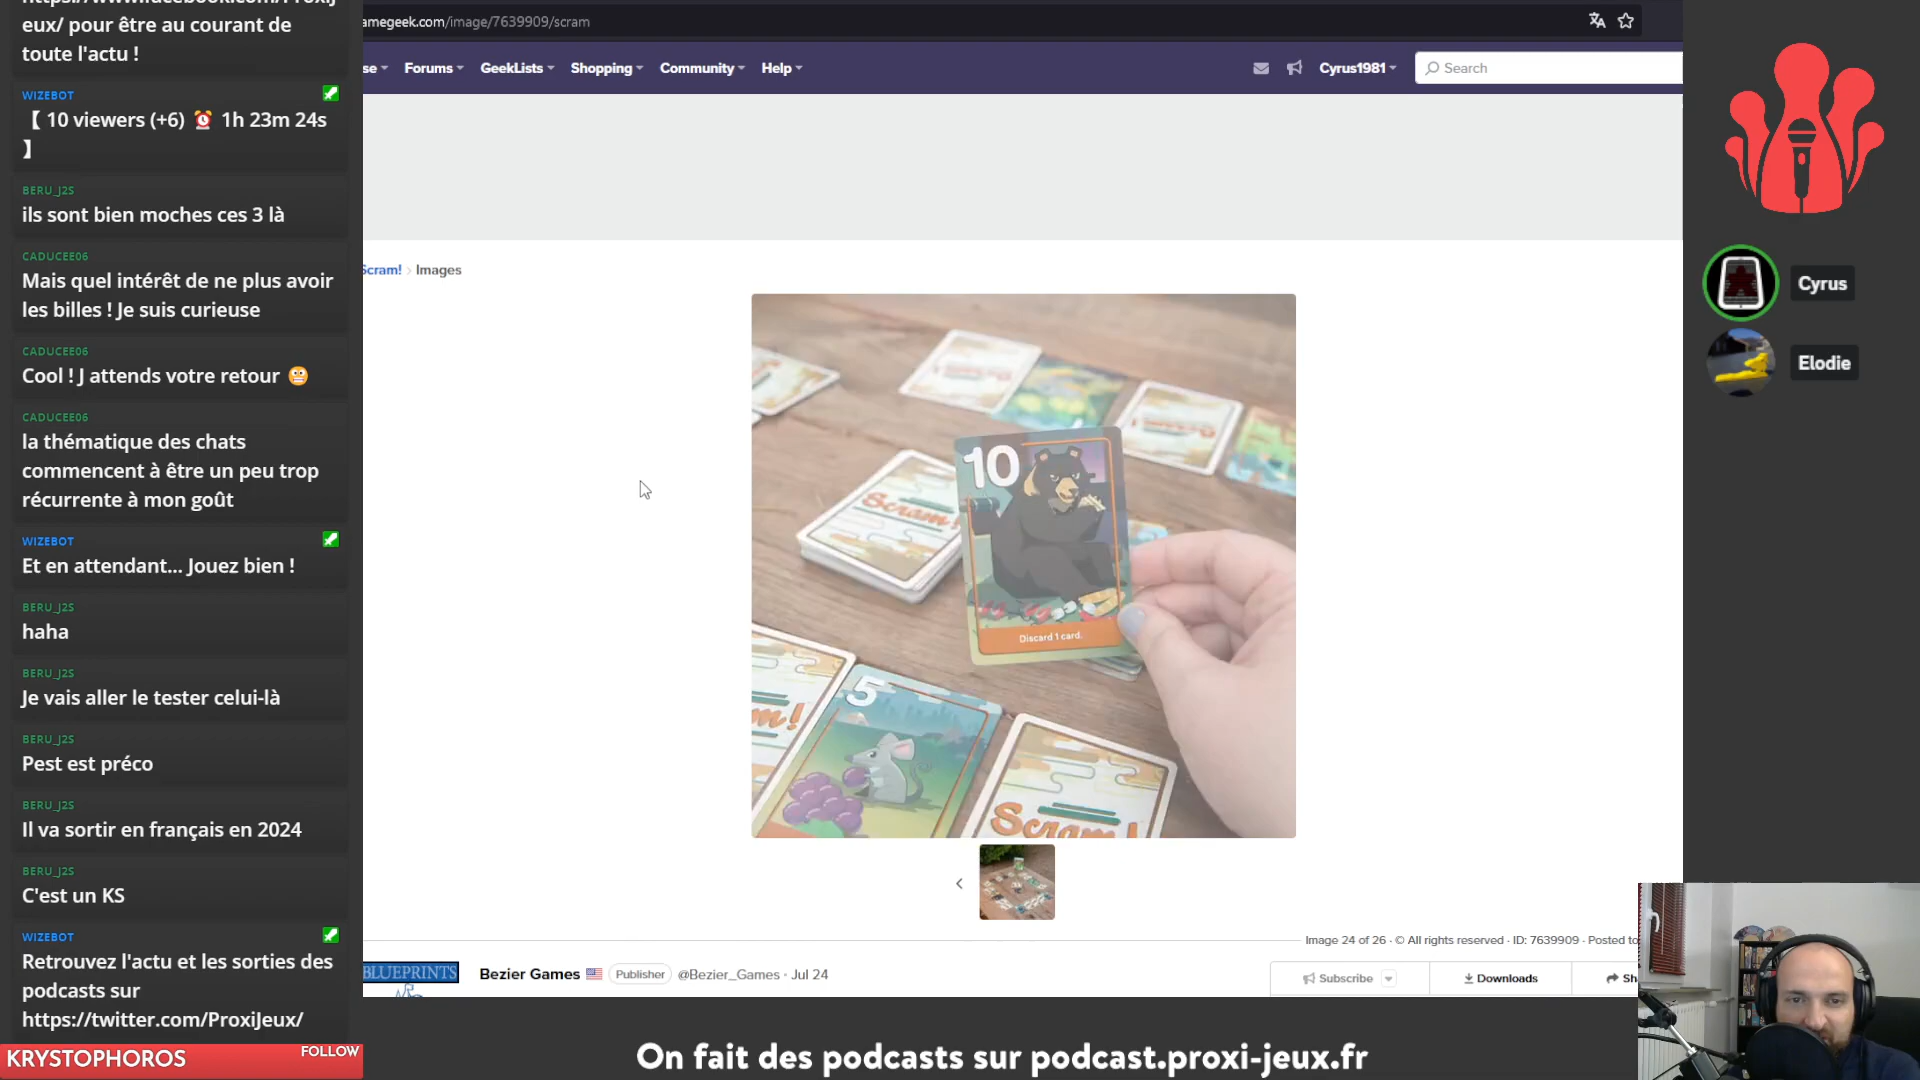 eux/ pour être au courant de
toute l'actu !
WIZEBOT
【 10 viewers (+6) ⏰ 1h 23m 24s
】
BERU_J2S
ils sont bien moches ces 3 là
CADUCEE06
Mais quel intérêt de ne plus avoir
les billes ! Je suis curieuse
CADUCEE06
Cool ! J attends votre retour 😬
CADUCEE06
la thématique des chats
commencent à être un peu trop
récurrente à mon goût
WIZEBOT
Et en attendant... Jouez bien !
BERU_J2S
haha
BERU_J2S
Je vais aller le tester celui-là
BERU_J2S
Pest est préco
BERU_J2S
Il va sortir en français en 2024
BERU_J2S
C'est un KS
WIZEBOT
Retrouvez l'actu et les sorties des
podcasts sur
https://twitter.com/ProxiJeux/
KRYSTOPHOROS FOLLOW
amegeek.com/image/7639909/scram
se Forums GeekLists Shopping Community Help Cyrus1981 Search
Scram! > Images
10
Scram!
Discard 1 card.
5
Scram!
Image 24 of 26 · © All rights reserved · ID: 7639909 · Posted to
BLUEPRINTS
Bezier Games Publisher @Bezier_Games · Jul 24
Subscribe Downloads Sh
Cyrus
Elodie
On fait des podcasts sur podcast.proxi-jeux.fr